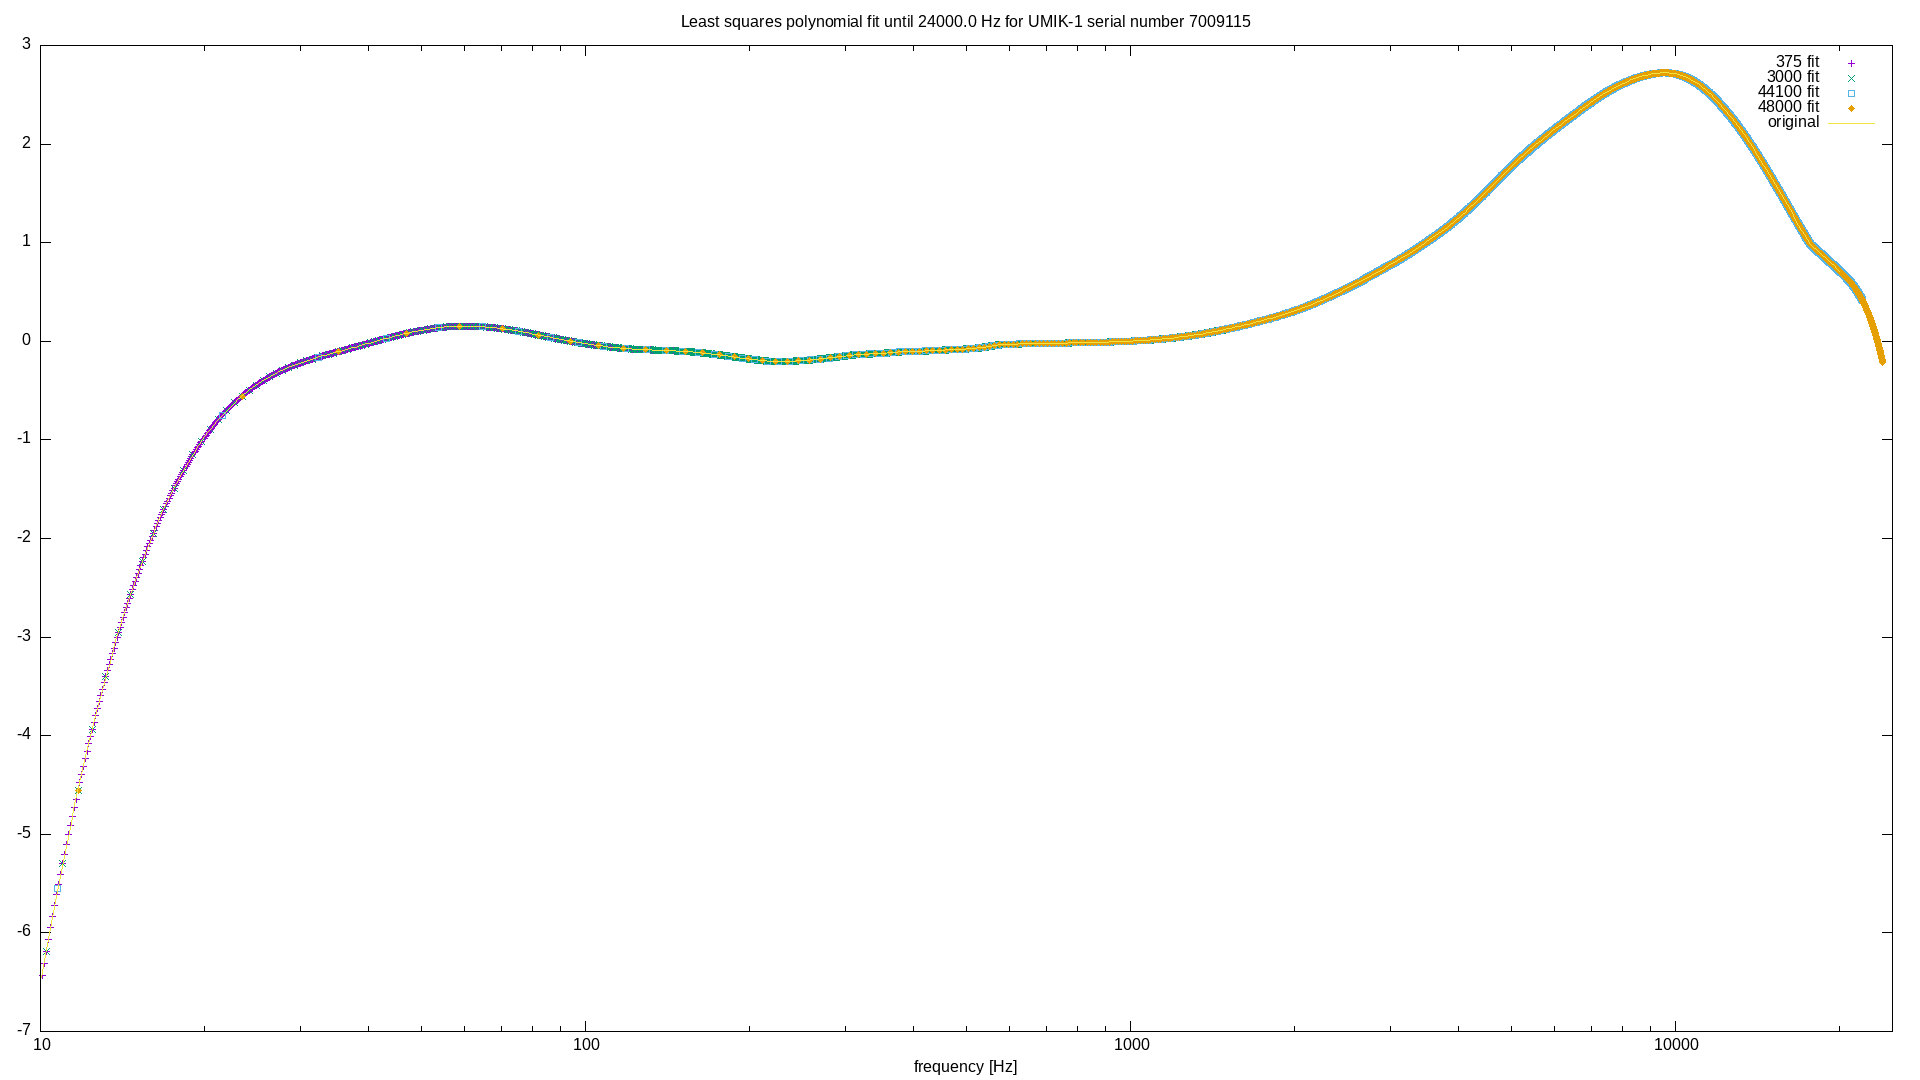 Least squares polynomial fit until 24000.0 Hz for UMIK-1 serial number 7009115
3
2
1
0
-1
-2
-3
-4
-5
-6
-7
375 fit
3000 fit
44100 fit
48000 fit
original
10 100 1000 10000
frequency [Hz]